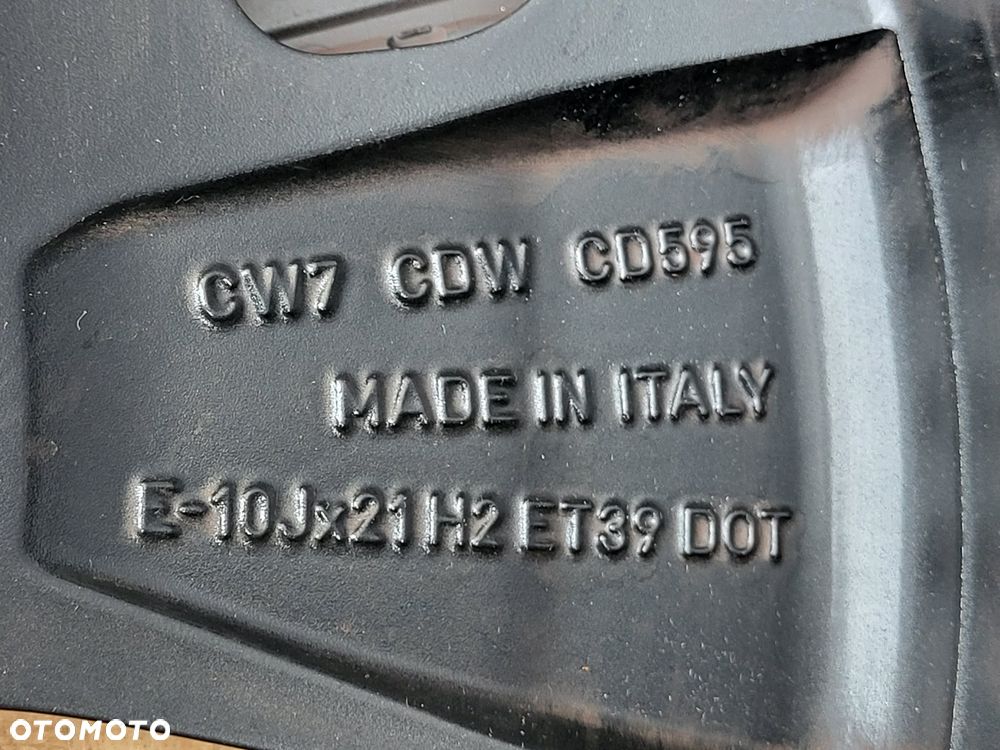 CW7 CDW CD595
MADE IN ITALY
E-10Jx21 H2 ET39 DOT
OTOMOTO